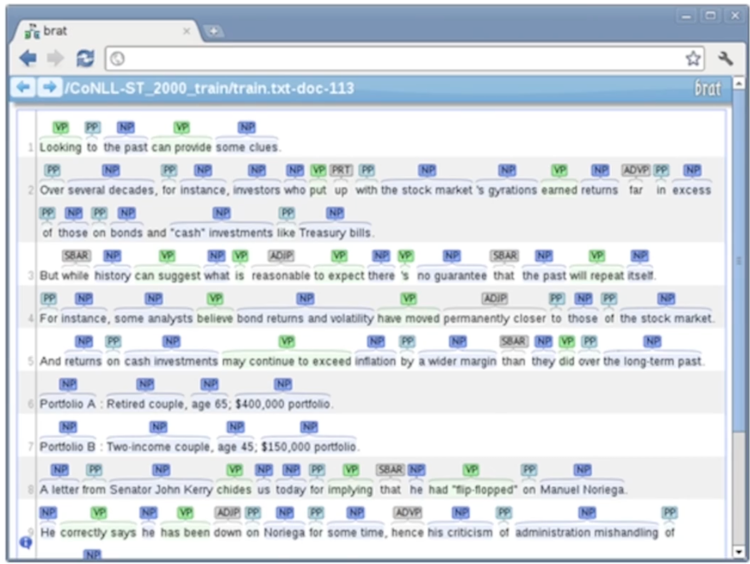 brat
/CoNLL-ST_2000_train/train.txt-doc-113
brat
VP PP NP VP NP
1 Looking to the past can provide some clues.
PP NP PP NP NP NP VP PRT PP NP NP VP NP ADVP PP NP
2 Over several decades, for instance, investors who put up with the stock market 's gyrations earned returns far in excess
PP NP PP NP NP PP NP
of those on bonds and "cash" investments like Treasury bills.
SBAR NP VP NP VP ADJP VP NP VP NP SBAR NP VP NP
3 But while history can suggest what is reasonable to expect there 's no guarantee that the past will repeat itself.
PP NP NP VP NP VP ADJP PP NP PP NP
4 For instance, some analysts believe bond returns and volatility have moved permanently closer to those of the stock market.
NP PP NP VP NP PP NP SBAR NP VP PP NP
5 And returns on cash investments may continue to exceed inflation by a wider margin than they did over the long-term past.
NP NP NP NP
6 Portfolio A : Retired couple, age 65; $400,000 portfolio.
NP NP NP NP
7 Portfolio B : Two-income couple, age 45; $150,000 portfolio.
NP PP NP VP NP NP PP VP SBAR NP VP PP NP
8 A letter from Senator John Kerry chides us today for implying that he had "flip-flopped" on Manuel Noriega.
NP VP NP VP ADJP PP NP PP NP ADVP NP PP NP PP
9 He correctly says he has been down on Noriega for some time, hence his criticism of administration mishandling of
NP